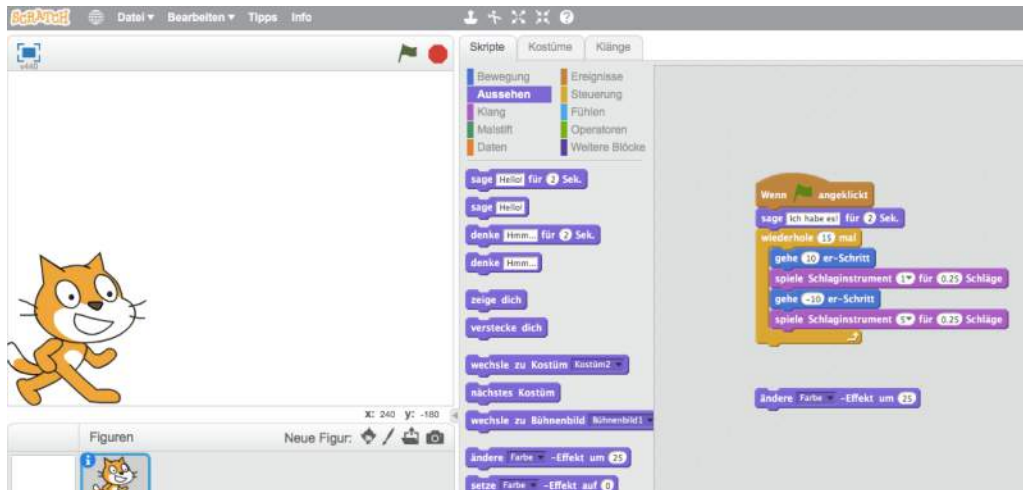 SCRATCH
Datei Bearbeiten Tipps Info
v440
X: 240 y: -180
Figuren
Neue Figur:
Skripte Kostüme Klänge
Bewegung Ereignisse
Aussehen Steuerung
Klang Fühlen
Malstift Operatoren
Daten Weitere Blöcke
sage Hello! für 2 Sek.
sage Hello!
denke Hmm... für 2 Sek.
denke Hmm...
zeige dich
verstecke dich
wechsle zu Kostüm Kostüm2
nächstes Kostüm
wechsle zu Bühnenbild Bühnenbild1
ändere Farbe -Effekt um 25
setze Farbe -Effekt auf 0
Wenn angeklickt
sage Ich habe es! für 2 Sek.
wiederhole 15 mal
gehe 10 er-Schritt
spiele Schlaginstrument 1 für 0.25 Schläge
gehe -10 er-Schritt
spiele Schlaginstrument 5 für 0.25 Schläge
ändere Farbe -Effekt um 25